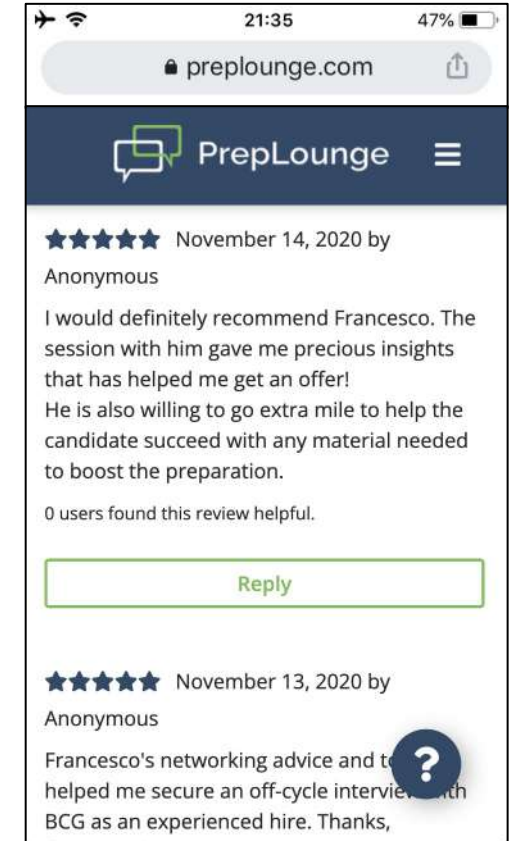 21:35
47%
preplounge.com
PrepLounge
November 14, 2020 by
Anonymous
I would definitely recommend Francesco. The
session with him gave me precious insights
that has helped me get an offer!
He is also willing to go extra mile to help the
candidate succeed with any material needed
to boost the preparation.
0 users found this review helpful.
Reply
November 13, 2020 by
Anonymous
Francesco's networking advice and
?
helped me secure an off-cycle
BCG as an experienced hire. Thanks,